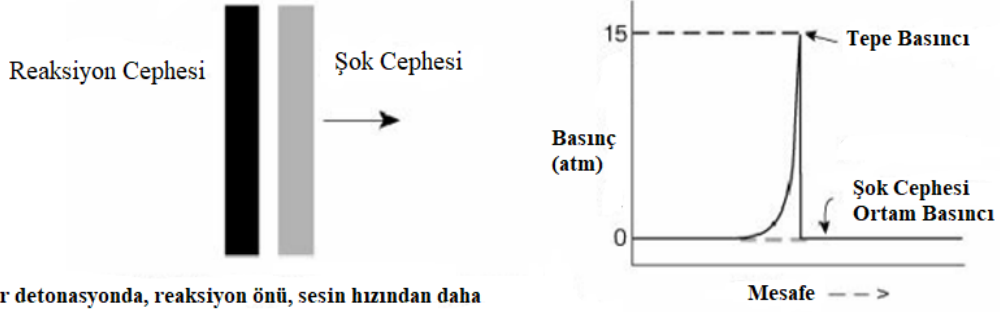 Reaksiyon Cephesi
Şok Cephesi
r detonasyonda, reaksiyon önü, sesin hızından daha
15
Tepe Basıncı
Basınç
(atm)
Şok Cephesi
Ortam Basıncı
0
Mesafe